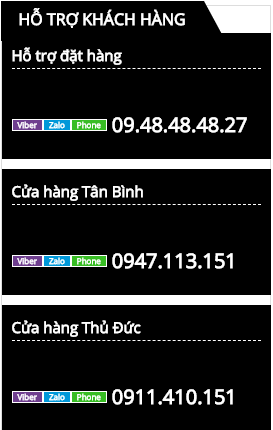 HỖ TRỢ KHÁCH HÀNG
Hỗ trợ đặt hàng
Viber Zalo Phone 09.48.48.48.27
Cửa hàng Tân Bình
Viber Zalo Phone 0947.113.151
Cửa hàng Thủ Đức
Viber Zalo Phone 0911.410.151